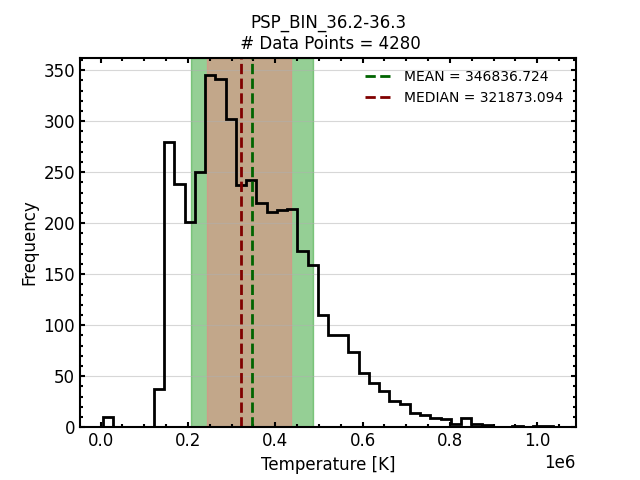 PSP_BIN_36.2-36.3
# Data Points = 4280
MEAN = 346836.724
MEDIAN = 321873.094
Frequency
350
300
250
200
150
100
50
0
0.0 0.2 0.4 0.6 0.8 1.0
1e6
Temperature [K]